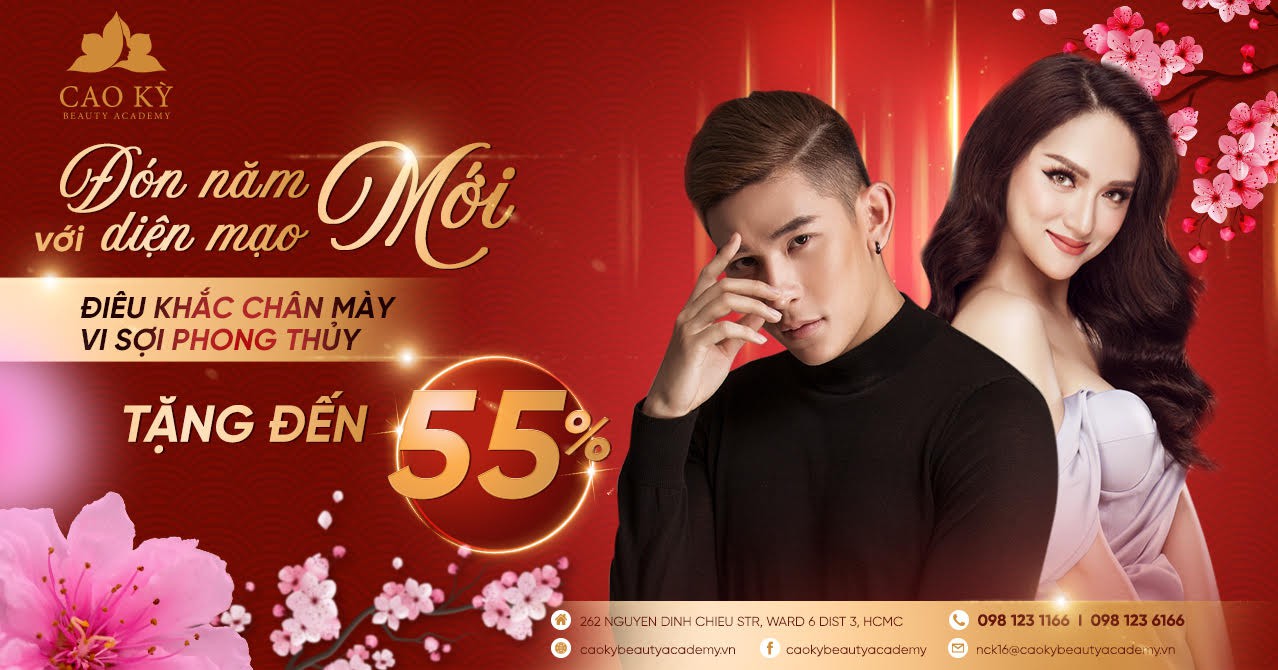 CAO KỲ
BEAUTY ACADEMY
Đón năm Mới
với diện mạo
ĐIÊU KHẮC CHÂN MÀY
VI SỢI PHONG THỦY
TẶNG ĐẾN 55%
262 NGUYEN DINH CHIEU STR, WARD 6 DIST 3, HCMC
098 123 1166 I 098 123 6166
caokybeautyacademy.vn
caokybeautyacademy
nck16@caokybeautyacademy.vn